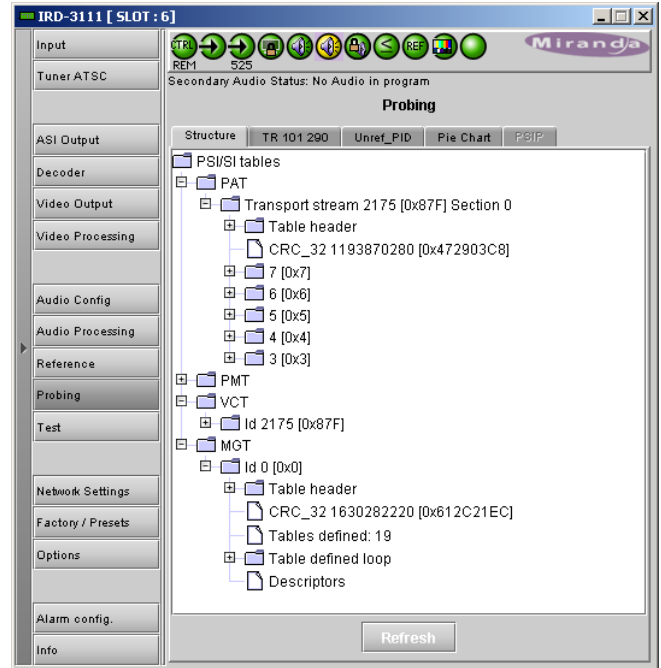 IRD-3111 [ SLOT : 6]
Input
Tuner ATSC
ASI Output
Decoder
Video Output
Video Processing
Audio Config
Audio Processing
Reference
Probing
Test
Network Settings
Factory / Presets
Options
Alarm config.
Info
CTRL
REF
Miranda
REM 525
Secondary Audio Status: No Audio in program
Probing
Structure TR 101 290 Unref_PID Pie Chart PSIP
PSI/SI tables
PAT
Transport stream 2175 [0x87F] Section 0
Table header
CRC_32 1193870280 [0x472903C8]
7 [0x7]
6 [0x6]
5 [0x5]
4 [0x4]
3 [0x3]
PMT
VCT
Id 2175 [0x87F]
MGT
Id 0 [0x0]
Table header
CRC_32 1630282220 [0x612C21EC]
Tables defined: 19
Table defined loop
Descriptors
Refresh